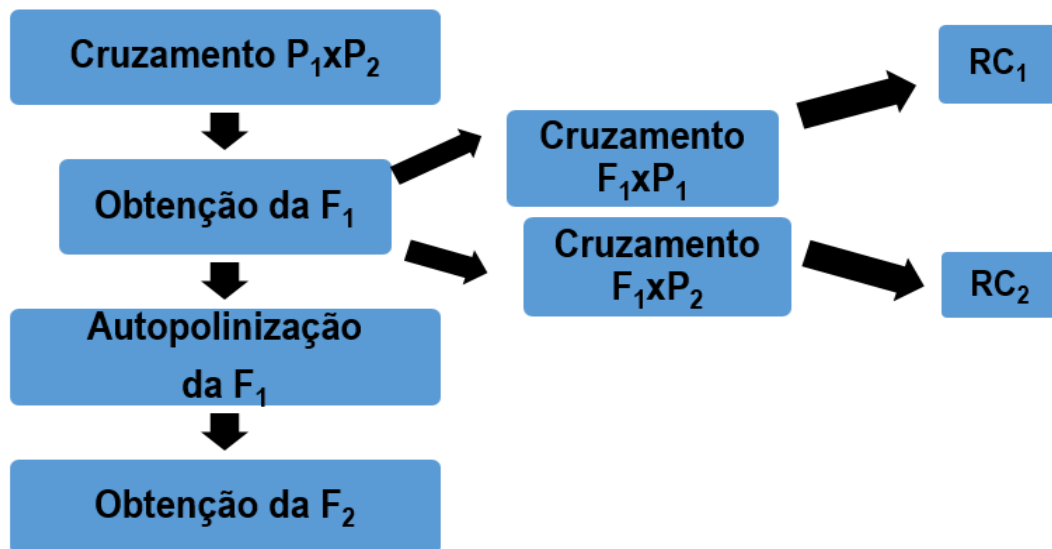 Cruzamento P₁xP₂
Obtenção da F₁
Autopolinização
da F₁
Obtenção da F₂
Cruzamento
F₁xP₁
Cruzamento
F₁xP₂
RC₁
RC₂